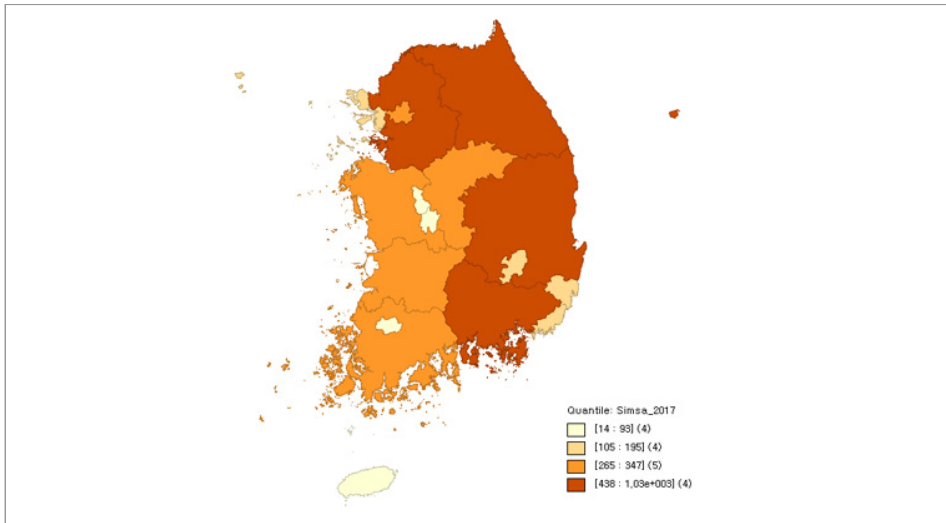 Quantile: Simsa_2017
[14 : 93] (4)
[105 : 195] (4)
[265 : 347] (5)
[438 : 1,03e+003] (4)